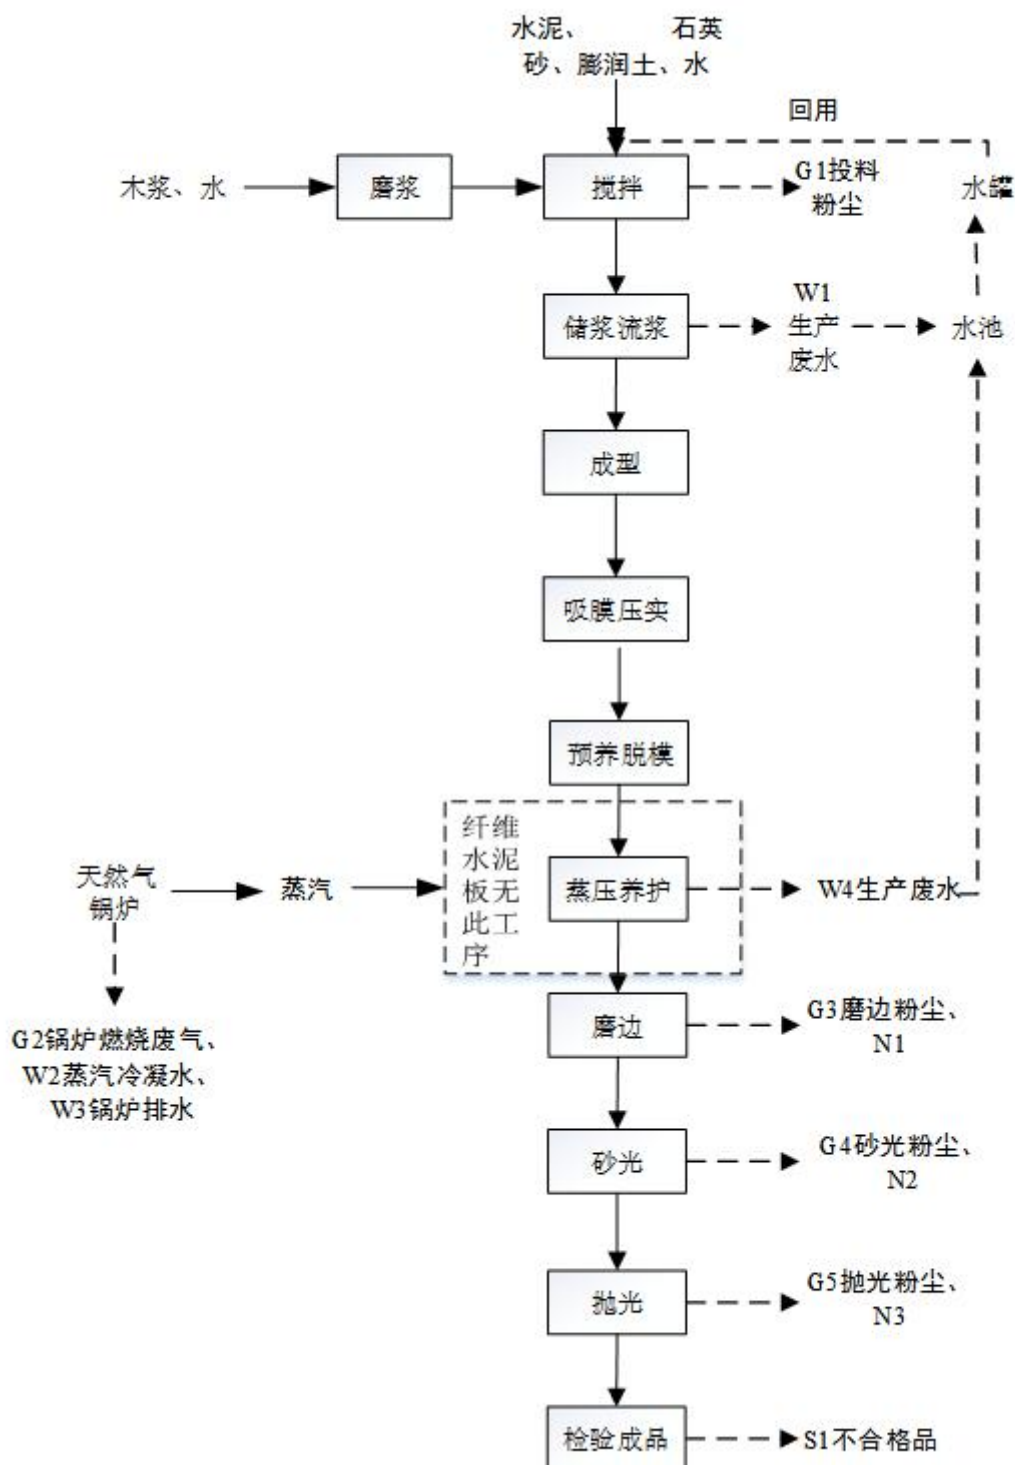 水泥、 石英
砂、膨润土、水
回用
木浆、水
磨浆
搅拌
G1投料
粉尘
水罐
储浆流浆
W1
生产
废水
水池
成型
吸膜压实
预养脱模
纤维
水泥
板无
此工
序
天然气
锅炉
蒸汽
蒸压养护
W4生产废水
G2锅炉燃烧废气、
W2蒸汽冷凝水、
W3锅炉排水
磨边
G3磨边粉尘、
N1
砂光
G4砂光粉尘、
N2
抛光
G5抛光粉尘、
N3
检验成品
S1不合格品